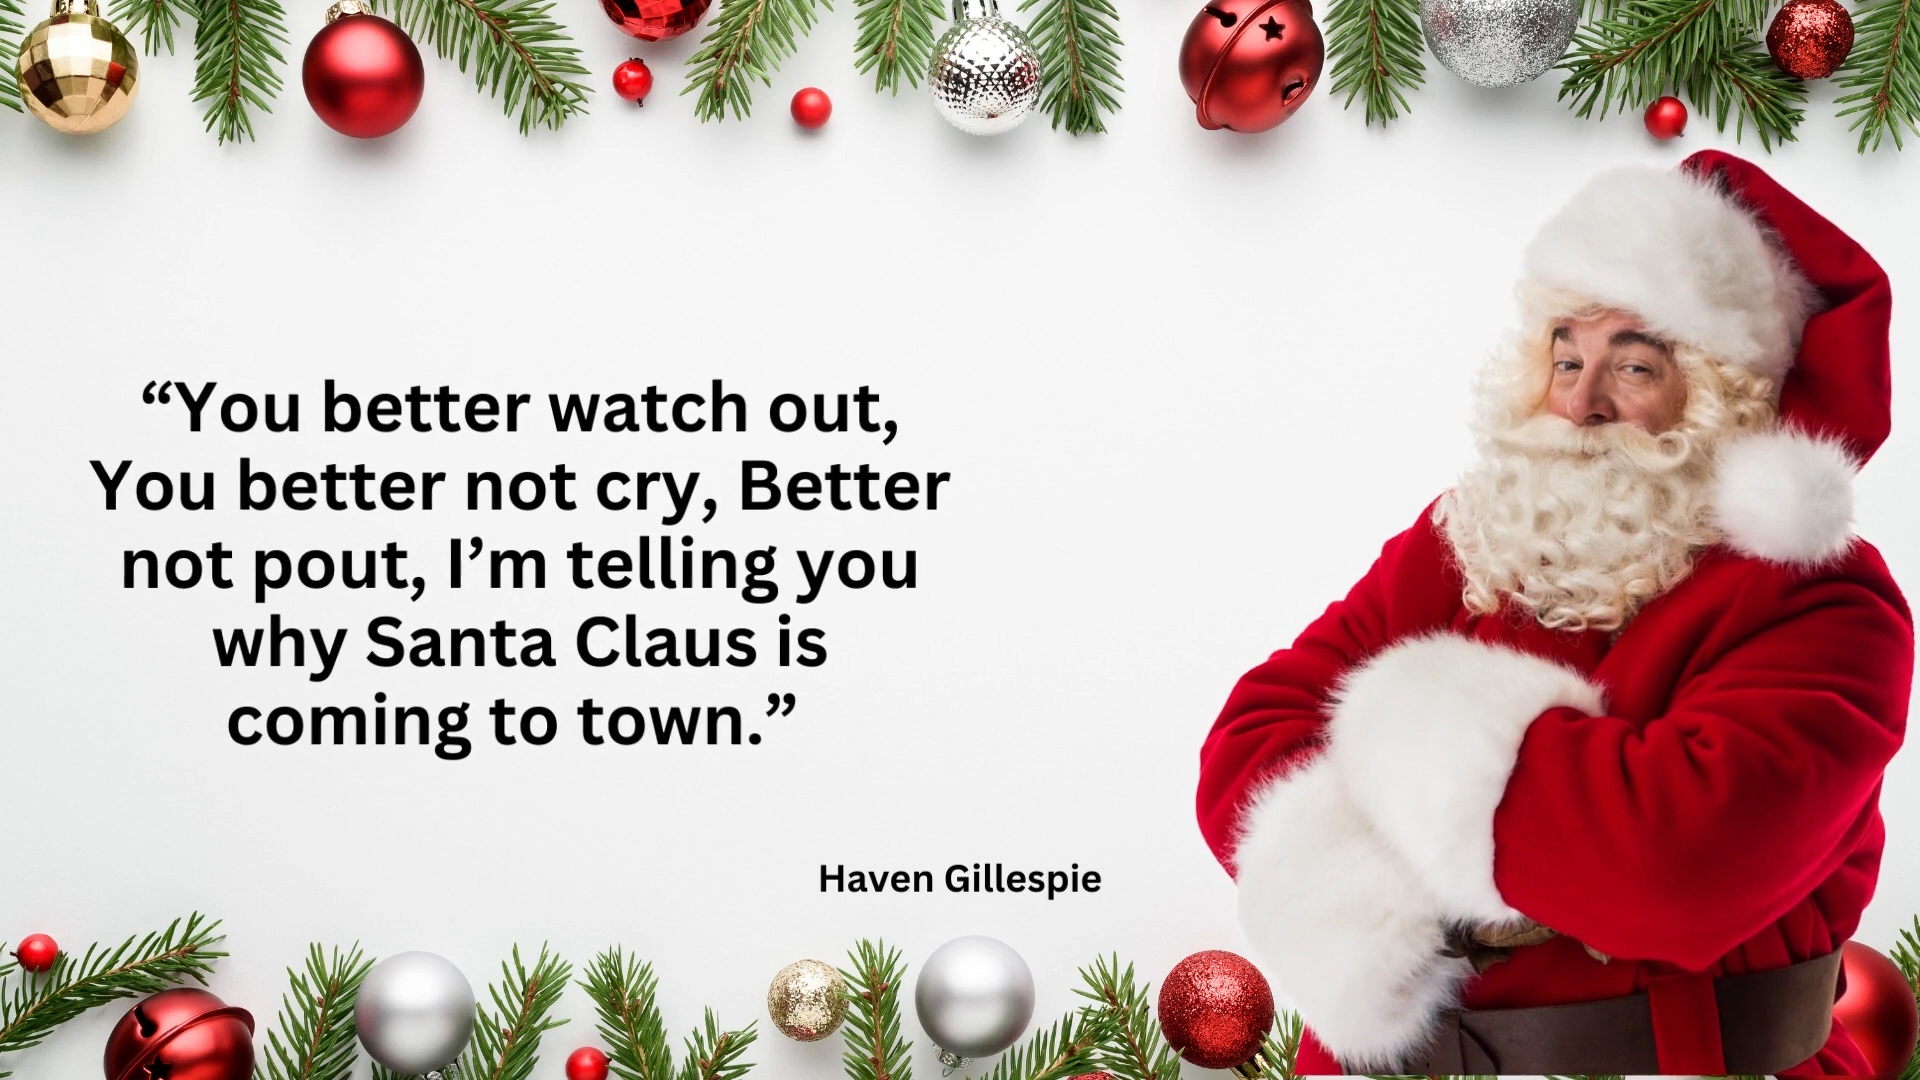 “You better watch out,
You better not cry, Better
not pout, I’m telling you
why Santa Claus is
coming to town.”
Haven Gillespie